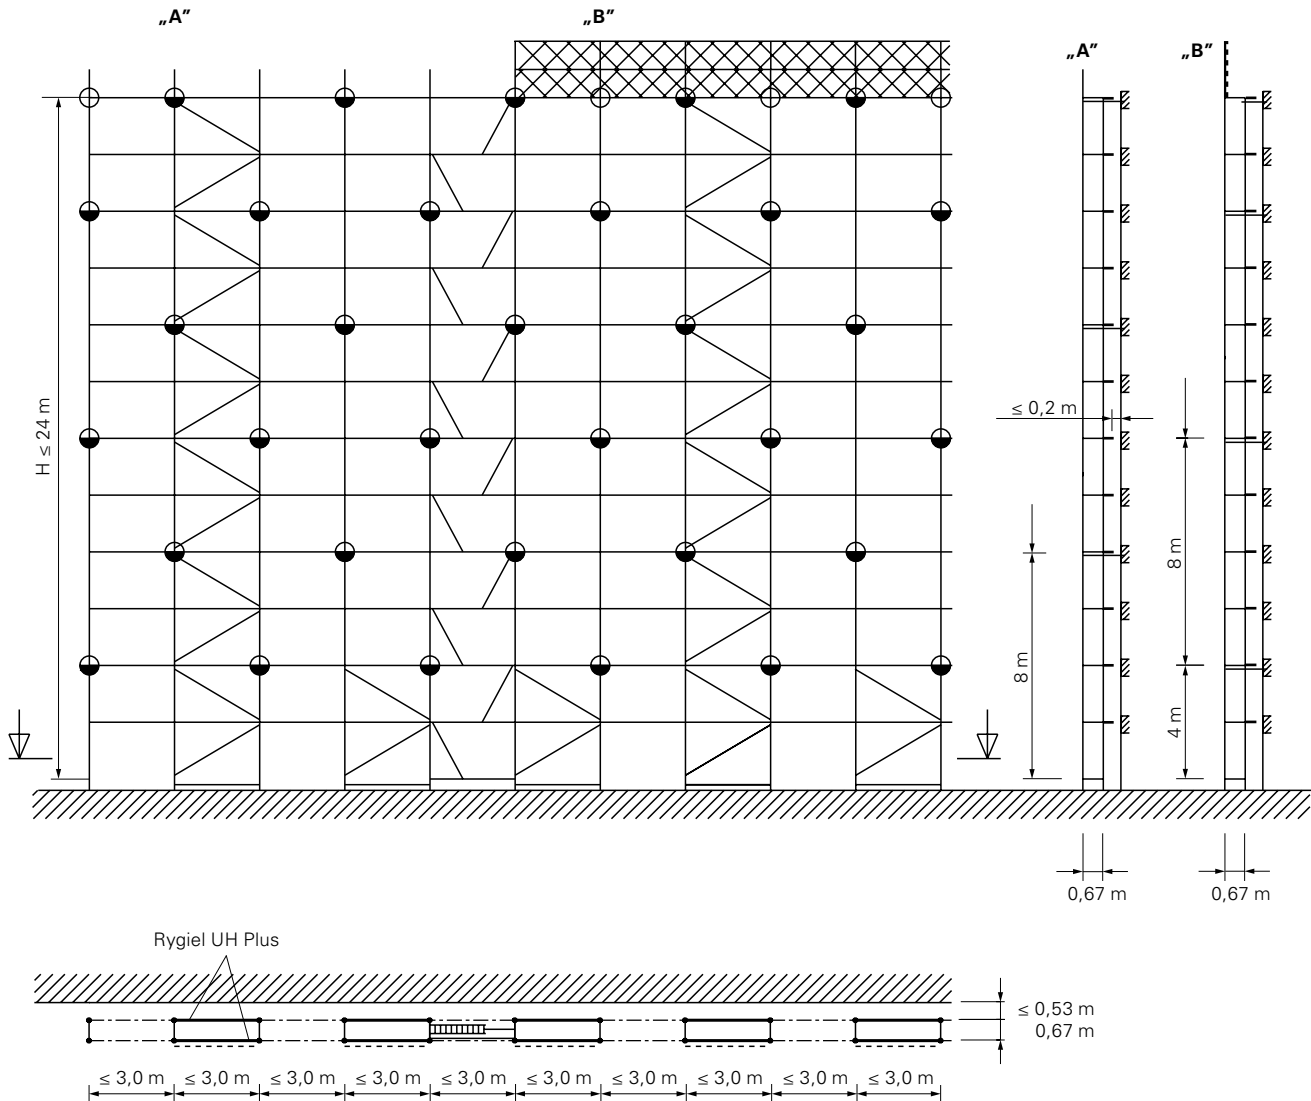 „A”
„B”
„A”
„B”
H ≤ 24 m
≤ 0,2 m
8 m
8 m
4 m
0,67 m
0,67 m
Rygiel UH Plus
≤ 0,53 m
0,67 m
≤ 3,0 m
≤ 3,0 m
≤ 3,0 m
≤ 3,0 m
≤ 3,0 m
≤ 3,0 m
≤ 3,0 m
≤ 3,0 m
≤ 3,0 m
≤ 3,0 m